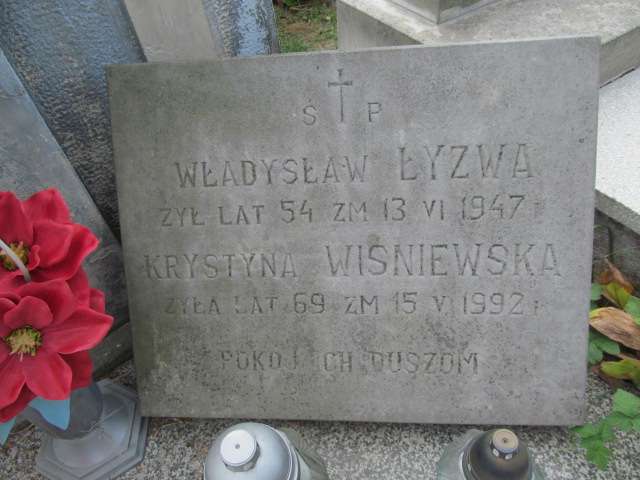 Ś P
WŁADYSŁAW ŁYZWA
ŻYŁ LAT 54 ZM 13 VI 1947 r
KRYSTYNA WIŚNIEWSKA
ŻYŁA LAT 69 ZM 15 V 1992 r
POKÓJ ICH DUSZOM